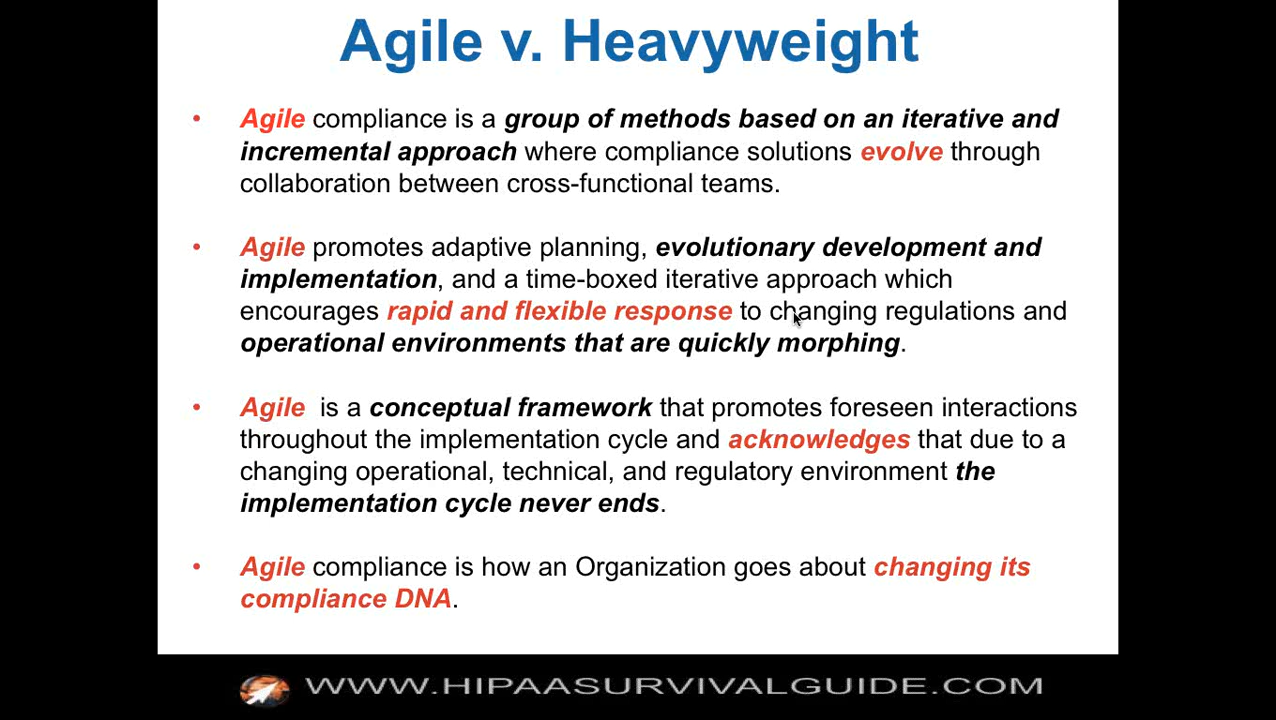 Agile v. Heavyweight
• Agile compliance is a group of methods based on an iterative and
incremental approach where compliance solutions evolve through
collaboration between cross-functional teams.
• Agile promotes adaptive planning, evolutionary development and
implementation, and a time-boxed iterative approach which
encourages rapid and flexible response to changing regulations and
operational environments that are quickly morphing.
• Agile is a conceptual framework that promotes foreseen interactions
throughout the implementation cycle and acknowledges that due to a
changing operational, technical, and regulatory environment the
implementation cycle never ends.
• Agile compliance is how an Organization goes about changing its
compliance DNA.
WWW.HIPAASURVIVALGUIDE.COM